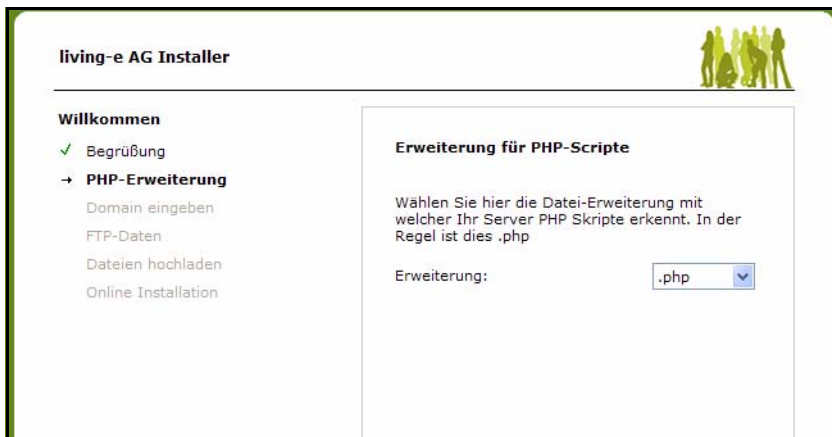 living-e AG Installer
Willkommen
✓ Begrüßung
→ PHP-Erweiterung
Domain eingeben
FTP-Daten
Dateien hochladen
Online Installation
Erweiterung für PHP-Scripte
Wählen Sie hier die Datei-Erweiterung mit
welcher Ihr Server PHP Skripte erkennt. In der
Regel ist dies .php
Erweiterung: .php